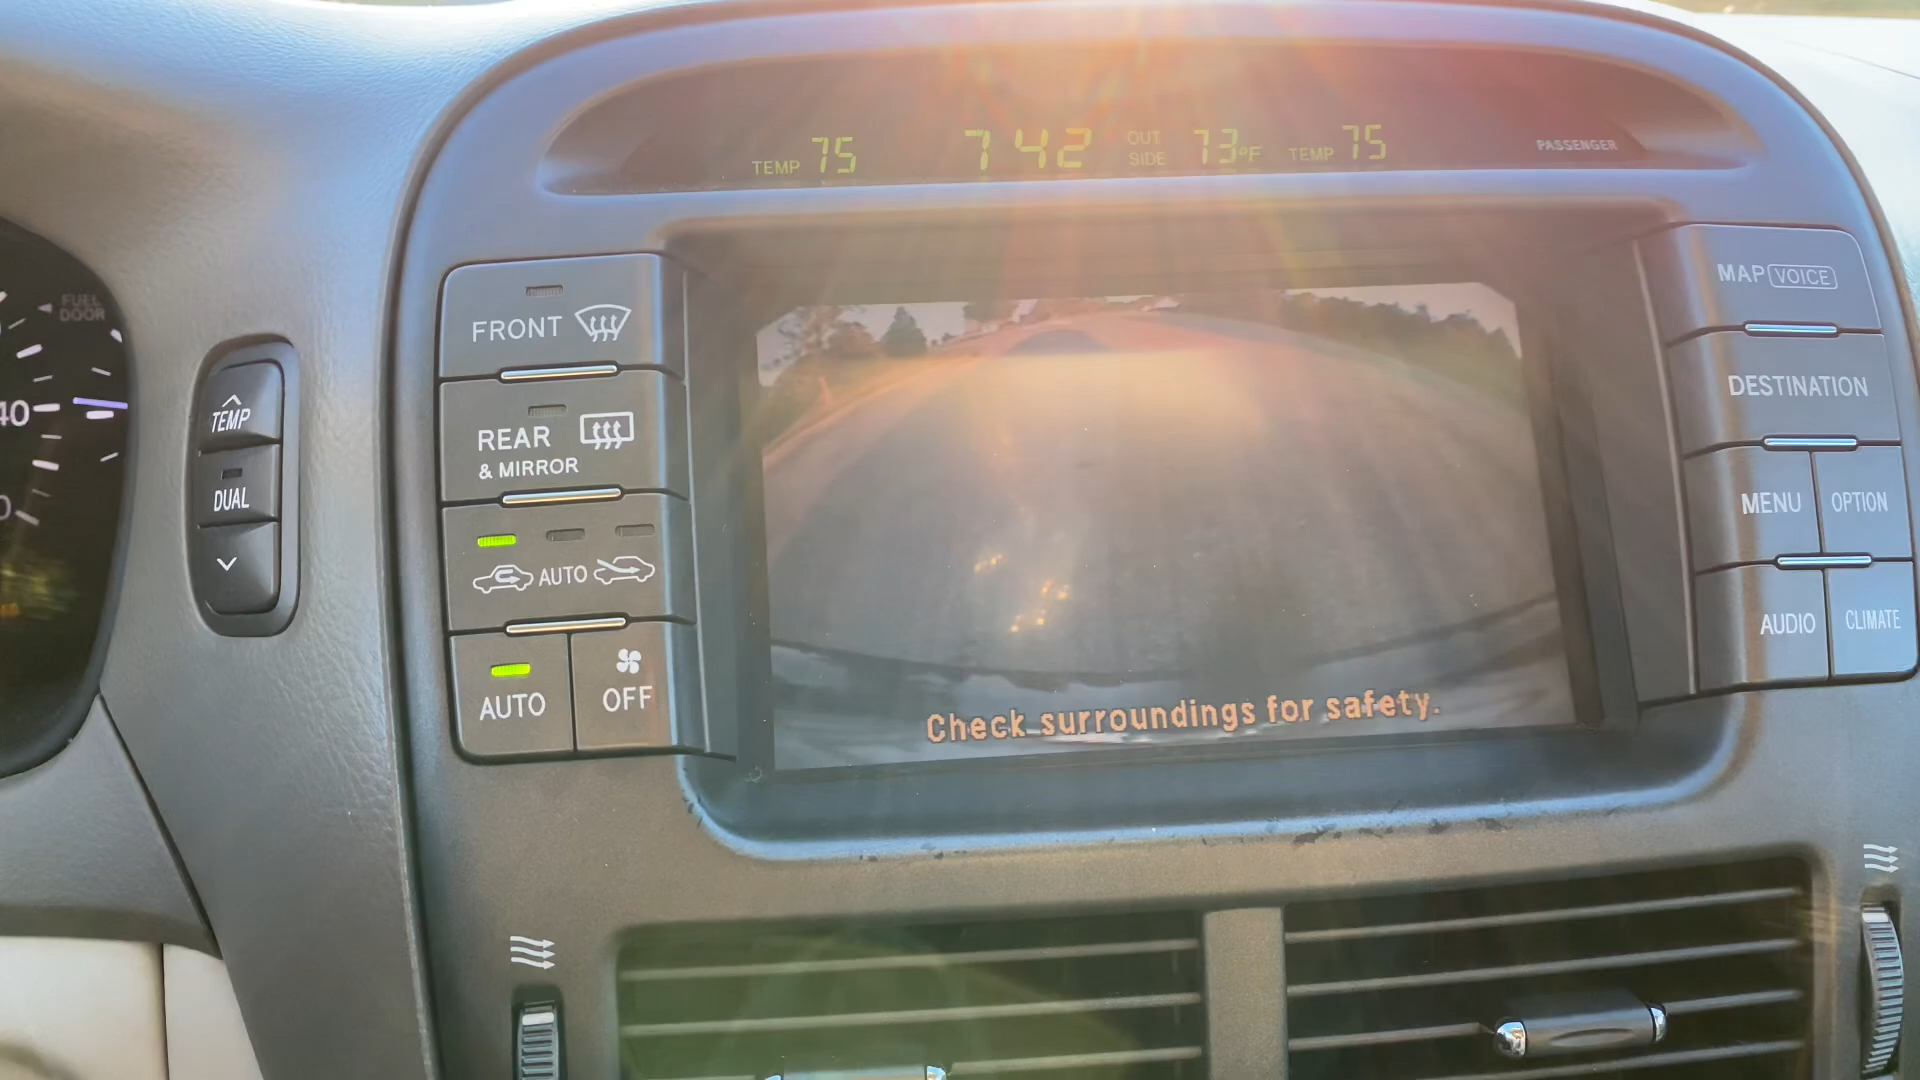 TEMP 75 7 42 OUT SIDE 73°F TEMP 75 PASSENGER
FUEL DOOR
40
TEMP
DUAL
FRONT
REAR
& MIRROR
AUTO
AUTO OFF
Check surroundings for safety.
MAP VOICE
DESTINATION
MENU OPTION
AUDIO CLIMATE